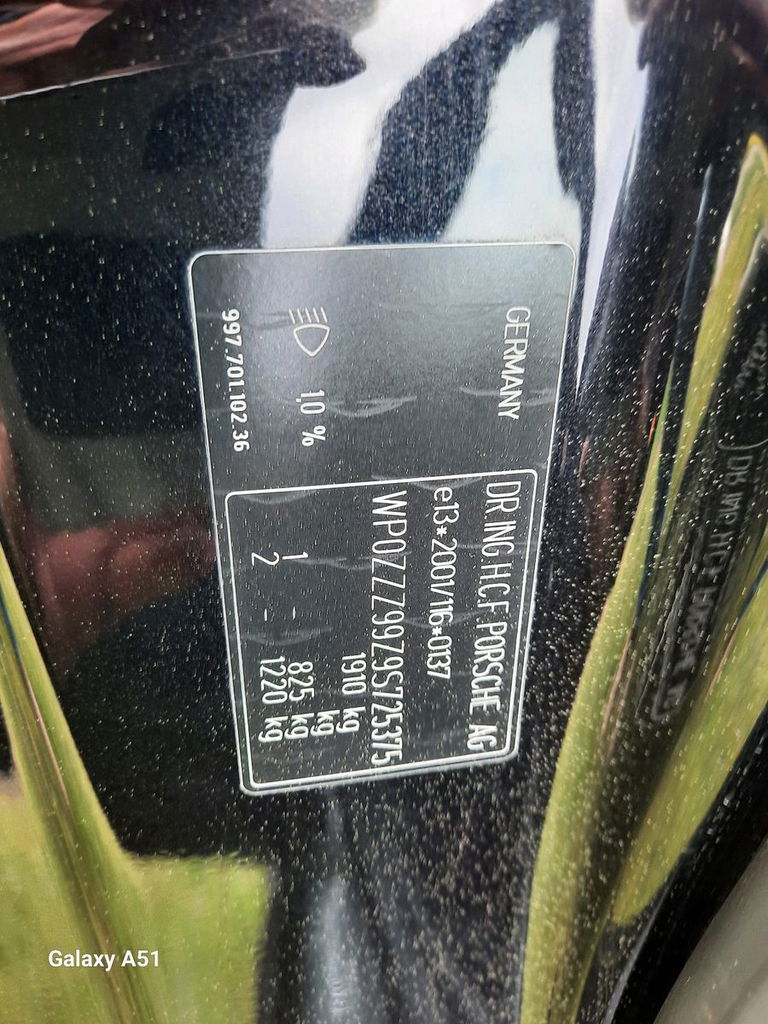 GERMANY
1,0 %
997.701.102.36
DR.ING.H.C.F.PORSCHE AG
e13*2001/116*0137
WP0ZZZ99Z9S725375
1910 kg
kg
1 - 825 kg
2 - 1220 kg
Galaxy A51